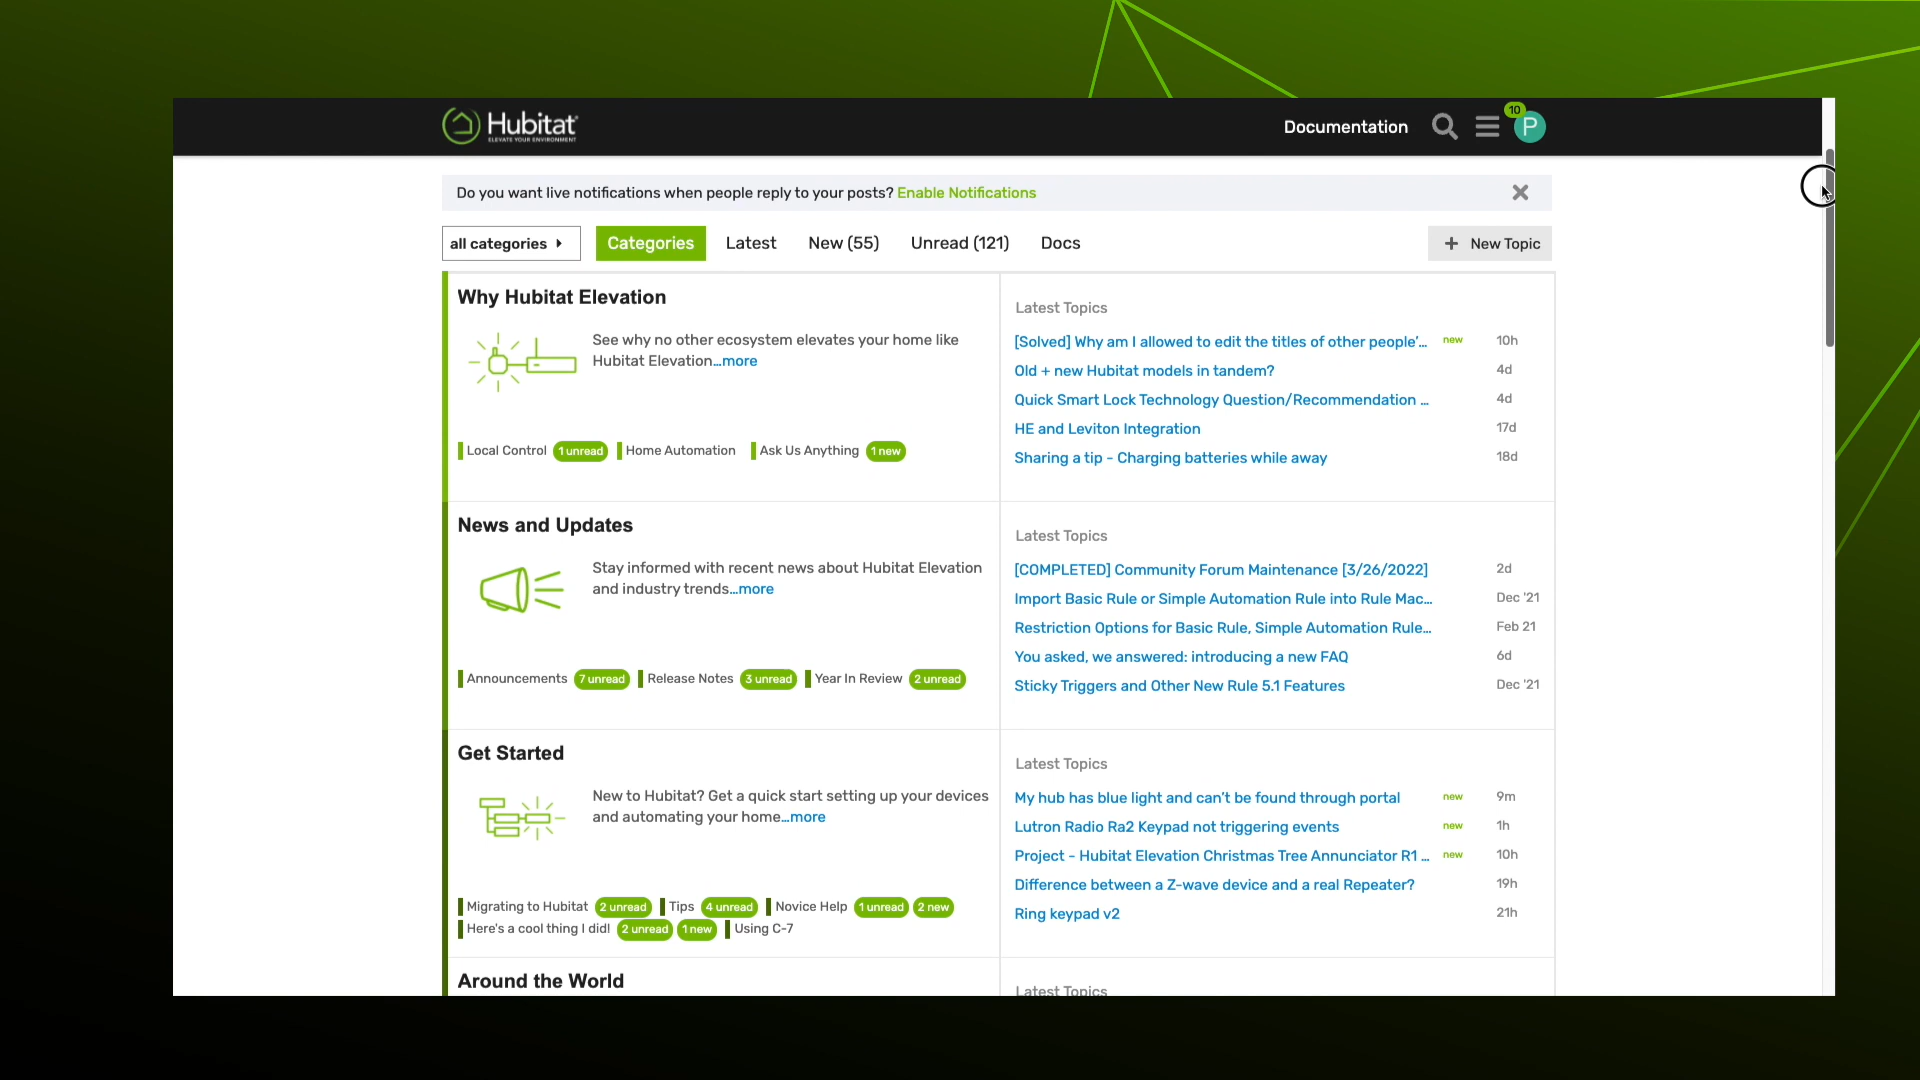 Hubitat
ELEVATE YOUR ENVIRONMENT
Documentation
10
P
Do you want live notifications when people reply to your posts? Enable Notifications
all categories
Categories
Latest
New (55)
Unread (121)
Docs
+ New Topic
Why Hubitat Elevation
See why no other ecosystem elevates your home like
Hubitat Elevation...more
Local Control 1 unread Home Automation Ask Us Anything 1 new
Latest Topics
[Solved] Why am I allowed to edit the titles of other people'... new 10h
Old + new Hubitat models in tandem? 4d
Quick Smart Lock Technology Question/Recommendation ... 4d
HE and Leviton Integration 17d
Sharing a tip - Charging batteries while away 18d
News and Updates
Stay informed with recent news about Hubitat Elevation
and industry trends...more
Announcements 7 unread Release Notes 3 unread Year In Review 2 unread
Latest Topics
[COMPLETED] Community Forum Maintenance [3/26/2022] 2d
Import Basic Rule or Simple Automation Rule into Rule Mac... Dec '21
Restriction Options for Basic Rule, Simple Automation Rule... Feb 21
You asked, we answered: introducing a new FAQ 6d
Sticky Triggers and Other New Rule 5.1 Features Dec '21
Get Started
New to Hubitat? Get a quick start setting up your devices
and automating your home...more
Migrating to Hubitat 2 unread Tips 4 unread Novice Help 1 unread 2 new
Here's a cool thing I did! 2 unread 1 new Using C-7
Latest Topics
My hub has blue light and can't be found through portal new 9m
Lutron Radio Ra2 Keypad not triggering events new 1h
Project - Hubitat Elevation Christmas Tree Annunciator R1 ... new 10h
Difference between a Z-wave device and a real Repeater? 19h
Ring keypad v2 21h
Around the World
Latest Topics